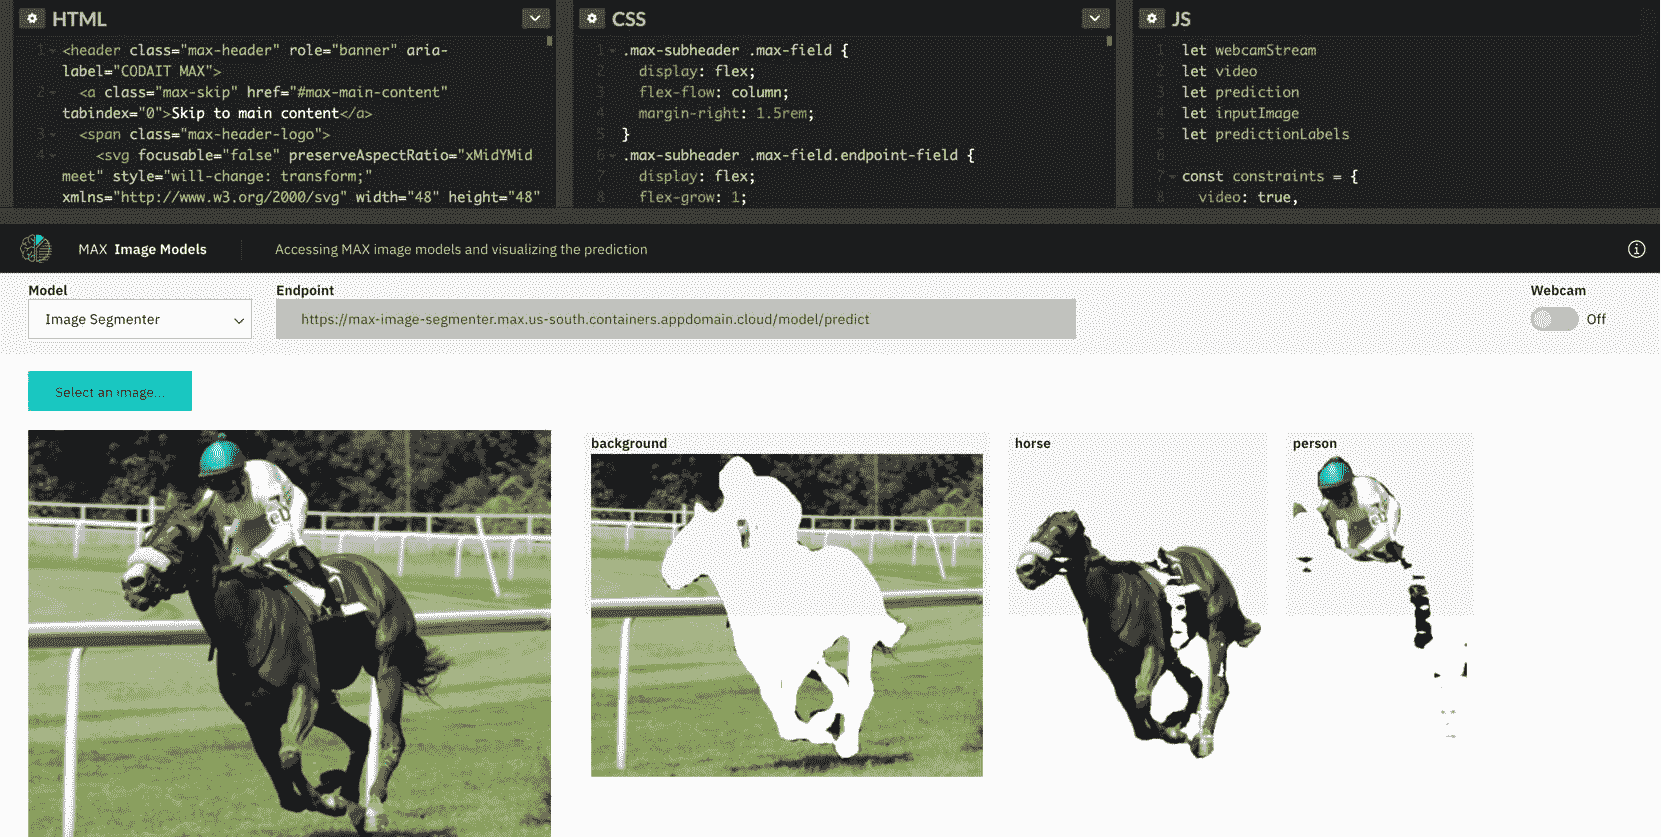 HTML
1 <header class="max-header" role="banner" aria-
label="CODAIT MAX">
2 <a class="max-skip" href="#max-main-content"
tabindex="0">Skip to main content</a>
3 <span class="max-header-logo">
4 <svg focusable="false" preserveAspectRatio="xMidYMid
meet" style="will-change: transform;"
xmlns="http://www.w3.org/2000/svg" width="48" height="48"
CSS
1 .max-subheader .max-field {
2 display: flex;
3 flex-flow: column;
4 margin-right: 1.5rem;
5 }
6 .max-subheader .max-field.endpoint-field {
7 display: flex;
8 flex-grow: 1;
JS
1 let webcamStream
2 let video
3 let prediction
4 let inputImage
5 let predictionLabels
6
7 const constraints = {
8 video: true,
MAX Image Models
Accessing MAX image models and visualizing the prediction
Model
Image Segmenter
Endpoint
https://max-image-segmenter.max.us-south.containers.appdomain.cloud/model/predict
Webcam
Off
Select an image...
background
horse
person